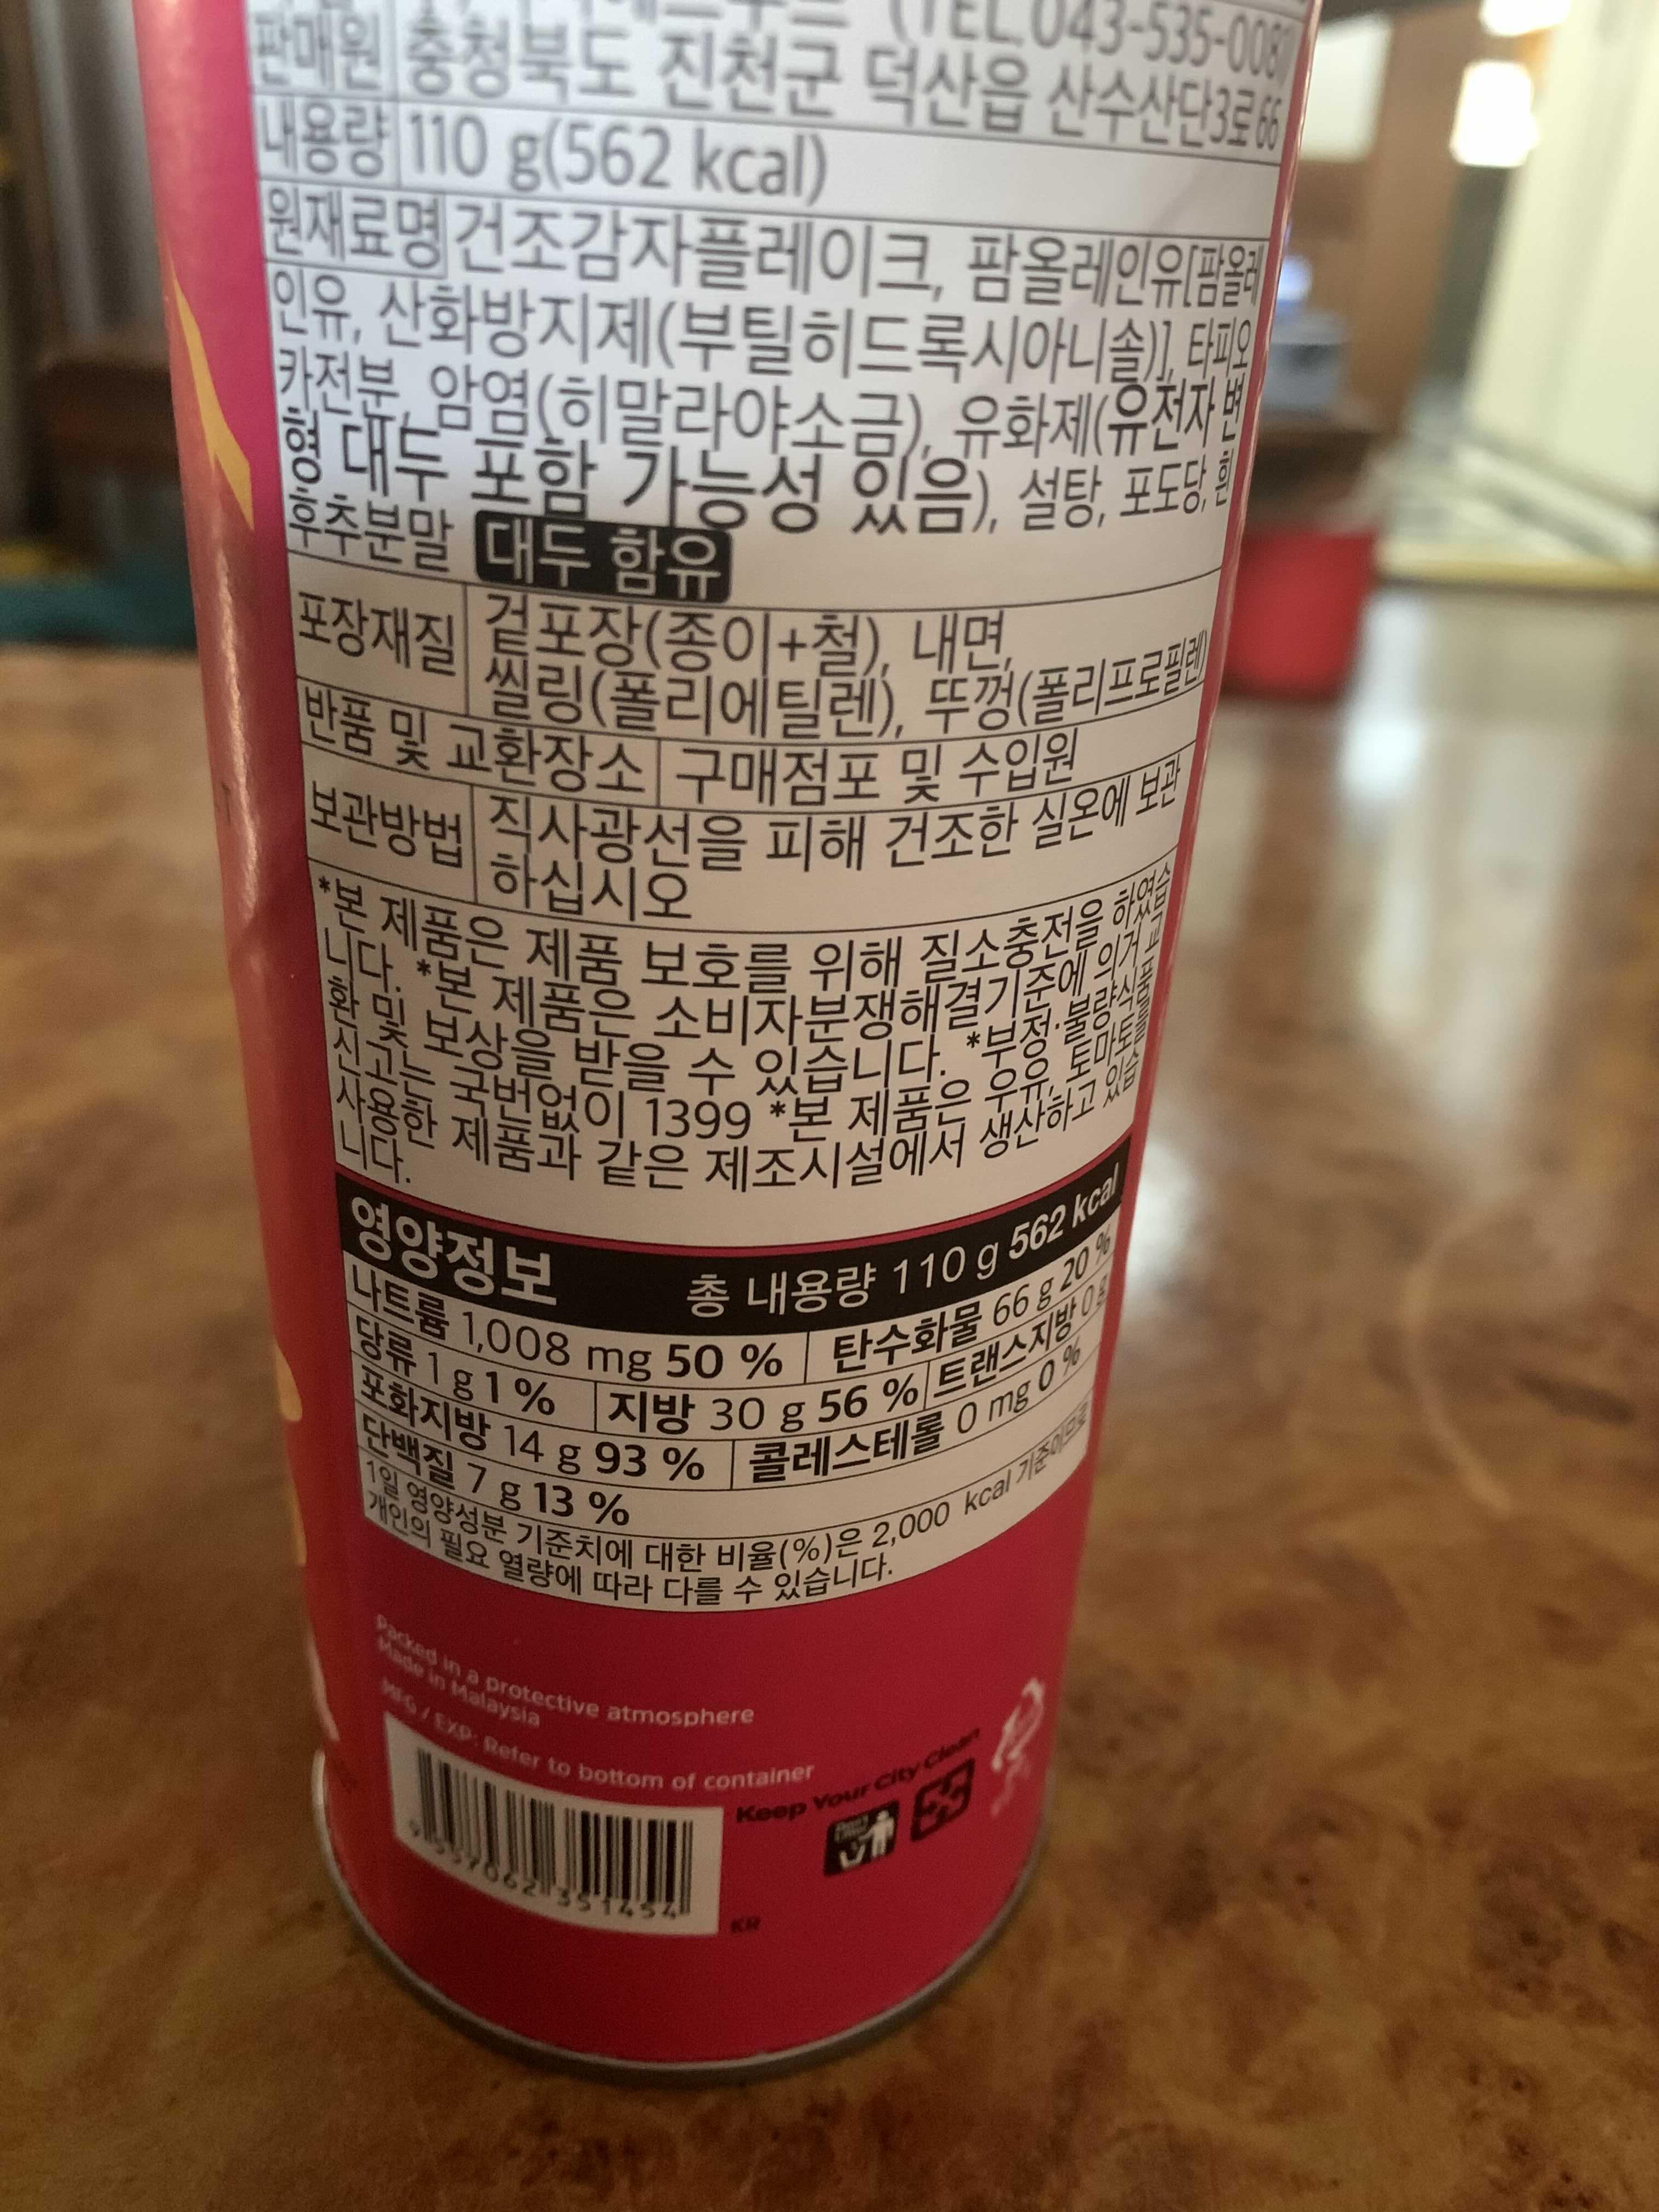 (TEL.043-535-0080)
판매원 충청북도 진천군 덕산읍 산수산단3로 66
내용량 110 g(562 kcal)
원재료명 건조감자플레이크, 팜올레인유[팜올레
인유, 산화방지제(부틸히드록시아니솔)], 타피오
카전분, 암염(히말라야소금), 유화제(유전자 변
형 대두 포함 가능성 있음), 설탕, 포도당, 흰
후추분말 대두 함유
포장재질 겉포장(종이+철), 내면,
씰링(폴리에틸렌), 뚜껑(폴리프로필렌)
반품 및 교환장소 구매점포 및 수입원
보관방법 직사광선을 피해 건조한 실온에 보관
하십시오
*본 제품은 제품 보호를 위해 질소충전을 하였습
니다. *본 제품은 소비자분쟁해결기준에 의거 교
환 및 보상을 받을 수 있습니다. *부정·불량식품
신고는 국번없이 1399 *본 제품은 우유, 토마토를
사용한 제품과 같은 제조시설에서 생산하고 있습
니다.
영양정보 총 내용량 110 g 562 kcal
나트륨 1,008 mg 50 % 탄수화물 66 g 20 %
당류 1 g 1 % 지방 30 g 56 % 트랜스지방 0 g
포화지방 14 g 93 % 콜레스테롤 0 mg 0 %
단백질 7 g 13 %
1일 영양성분 기준치에 대한 비율(%)은 2,000 kcal 기준이므로
개인의 필요 열량에 따라 다를 수 있습니다.
Packed in a protective atmosphere
Made in Malaysia
MFG / EXP: Refer to bottom of container
Keep Your City Clean
9 557062 351454
KR